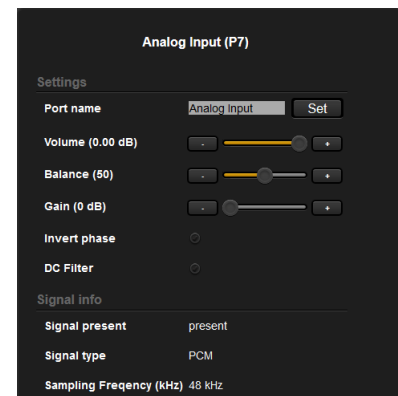 Analog Input (P7)
Settings
Port name Analog Input Set
Volume (0.00 dB) - +
Balance (50) - +
Gain (0 dB) - +
Invert phase
DC Filter
Signal info
Signal present present
Signal type PCM
Sampling Freqency (kHz) 48 kHz